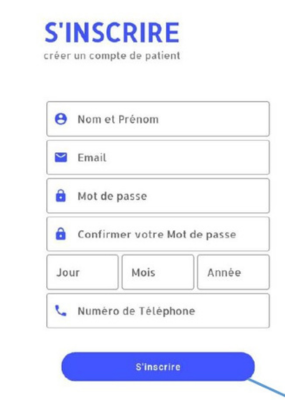 S'INSCRIRE
créer un compte de patient
Nom et Prénom
Email
Mot de passe
Confirmer votre Mot de passe
Jour Mois Année
Numéro de Téléphone
S'inscrire